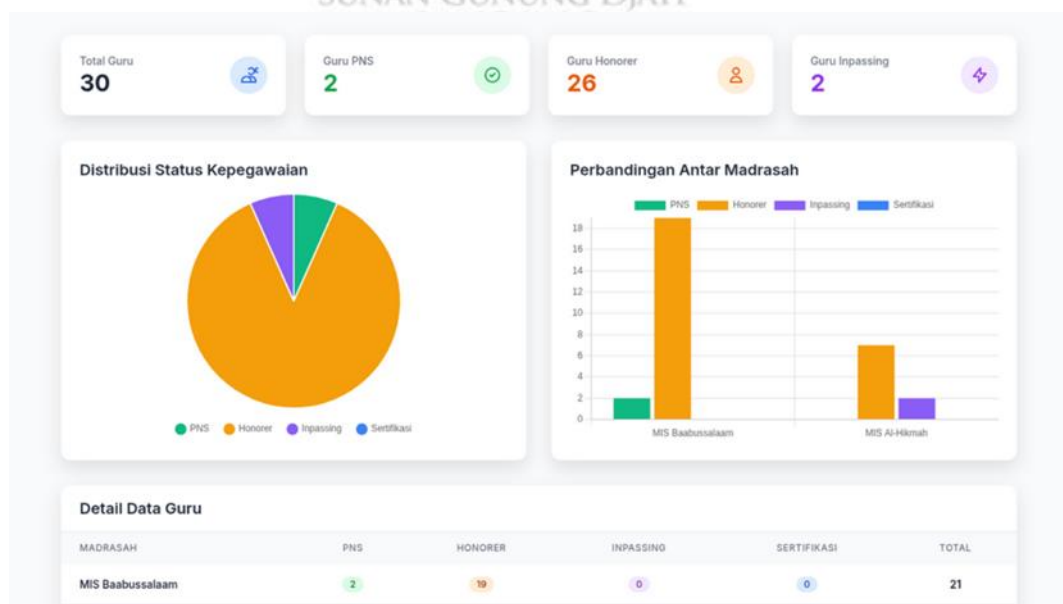 SUNAN GUNUNG DJATI
Total Guru
30
Guru PNS
2
Guru Honorer
26
Guru Inpassing
2
Distribusi Status Kepegawaian
PNS Honorer Inpassing Sertifikasi
Perbandingan Antar Madrasah
PNS Honorer Inpassing Sertifikasi
18
16
14
12
10
8
6
4
2
0
MIS Baabussalaam MIS Al-Hikmah
Detail Data Guru
MADRASAH PNS HONORER INPASSING SERTIFIKASI TOTAL
MIS Baabussalaam 2 19 0 0 21